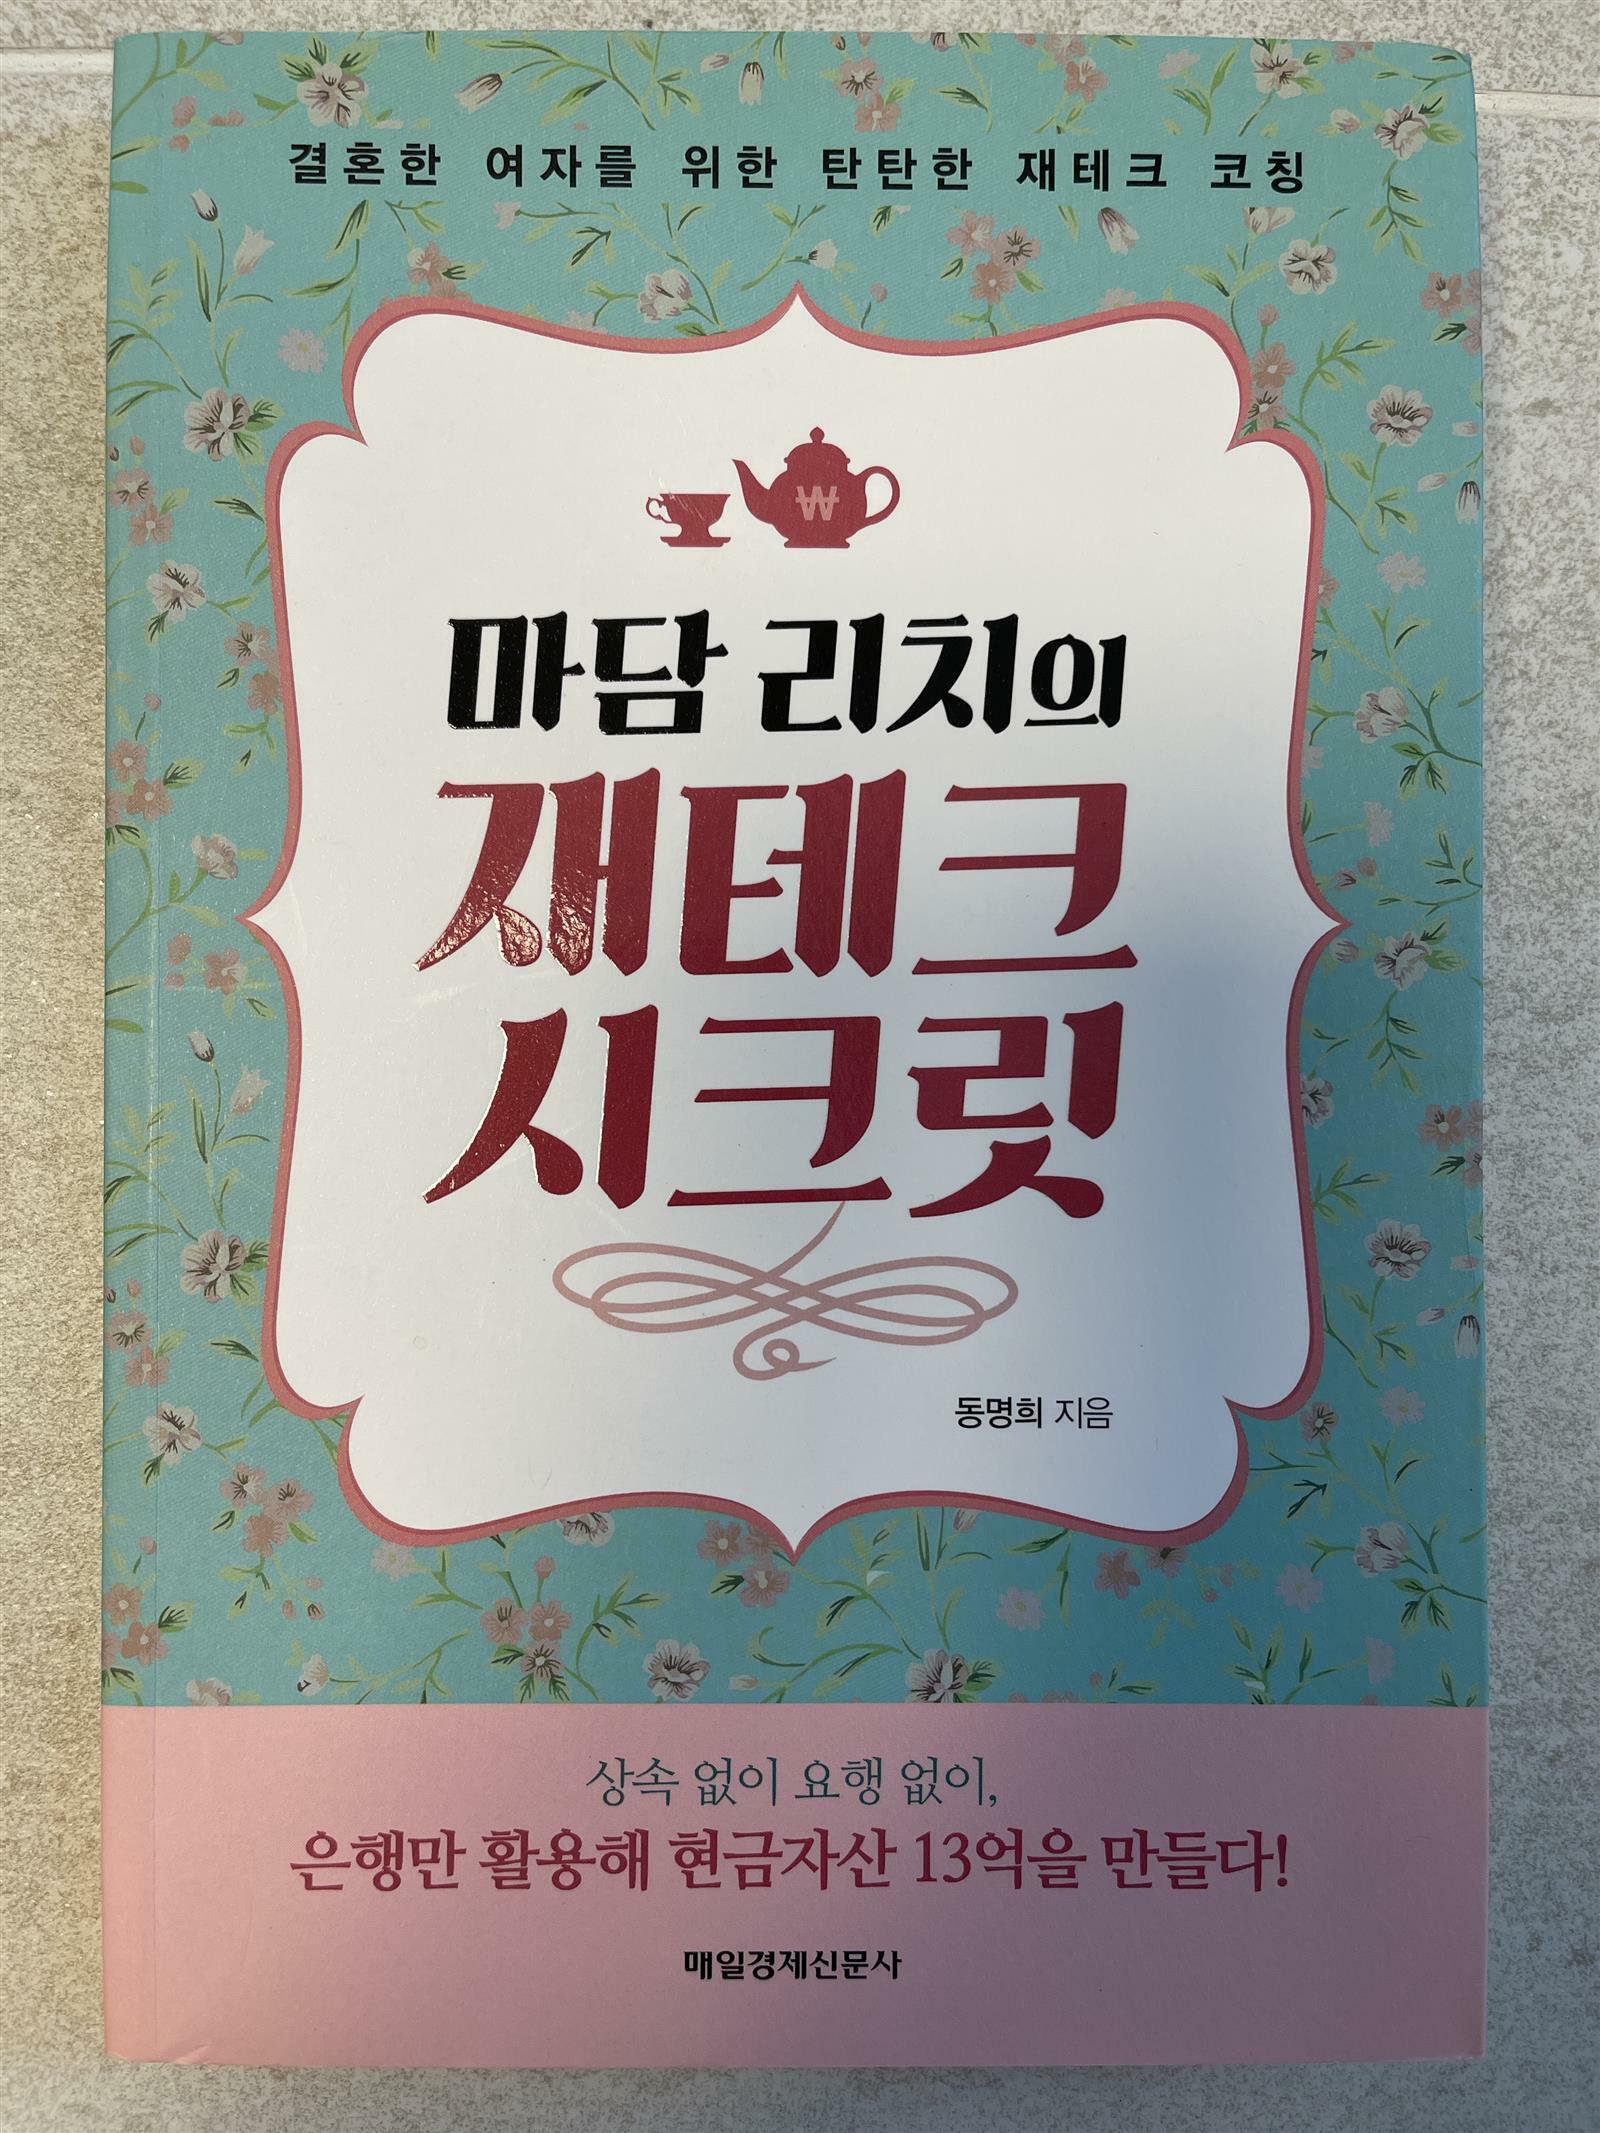 결혼한 여자를 위한 탄탄한 재테크 코칭
₩
마담 리치의
재테크
시크릿
동명희 지음
상속 없이 요행 없이,
은행만 활용해 현금자산 13억을 만들다!
매일경제신문사